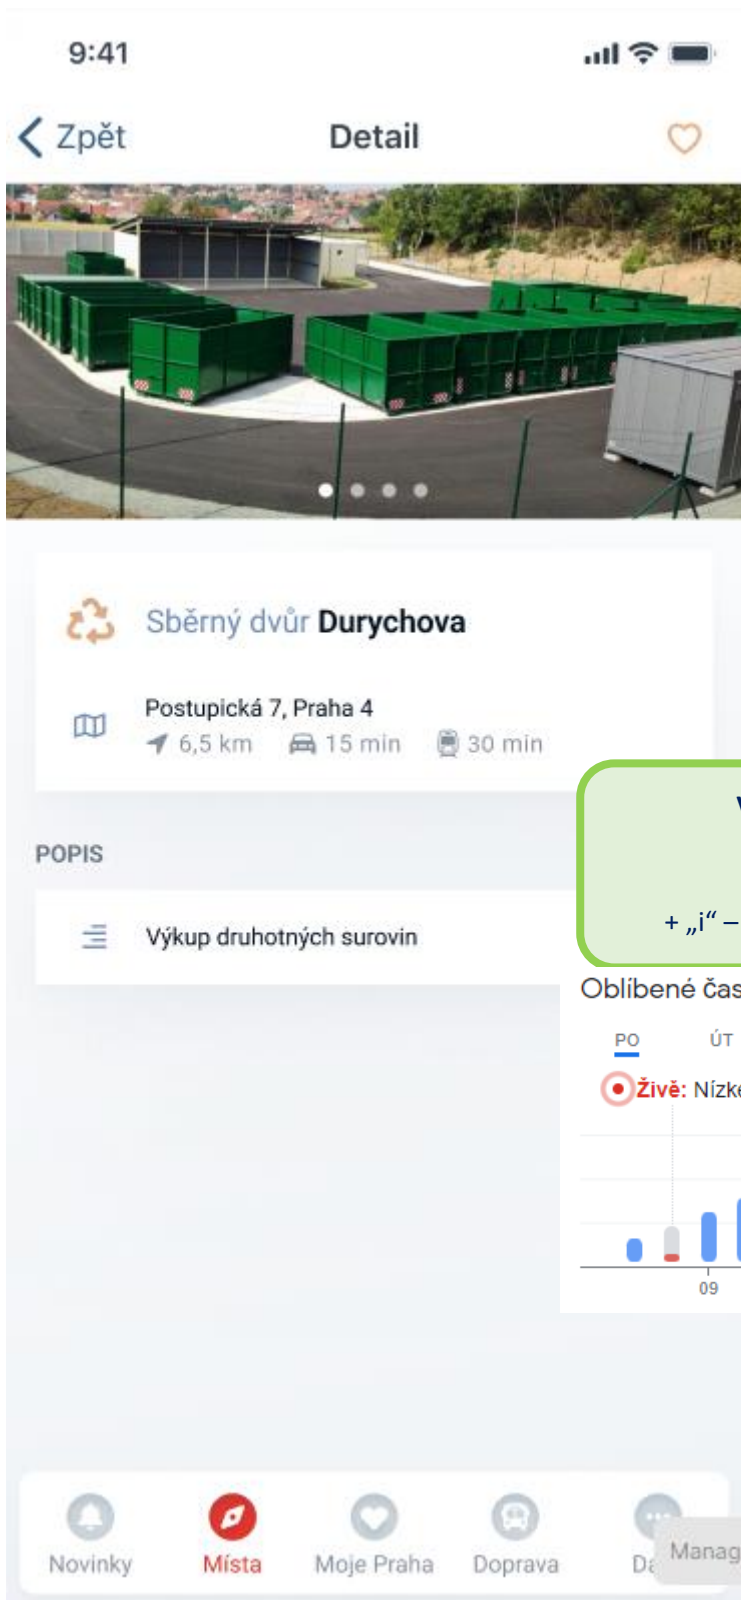 9:41
Zpět
Detail
Sběrný dvůr Durychova
Postupická 7, Praha 4
6,5 km 15 min 30 min
POPIS
Výkup druhotných surovin
+ „i“ –
Oblíbené čas
PO ÚT
Živě: Nízk
09
Novinky Místa Moje Praha Doprava Da
Manag